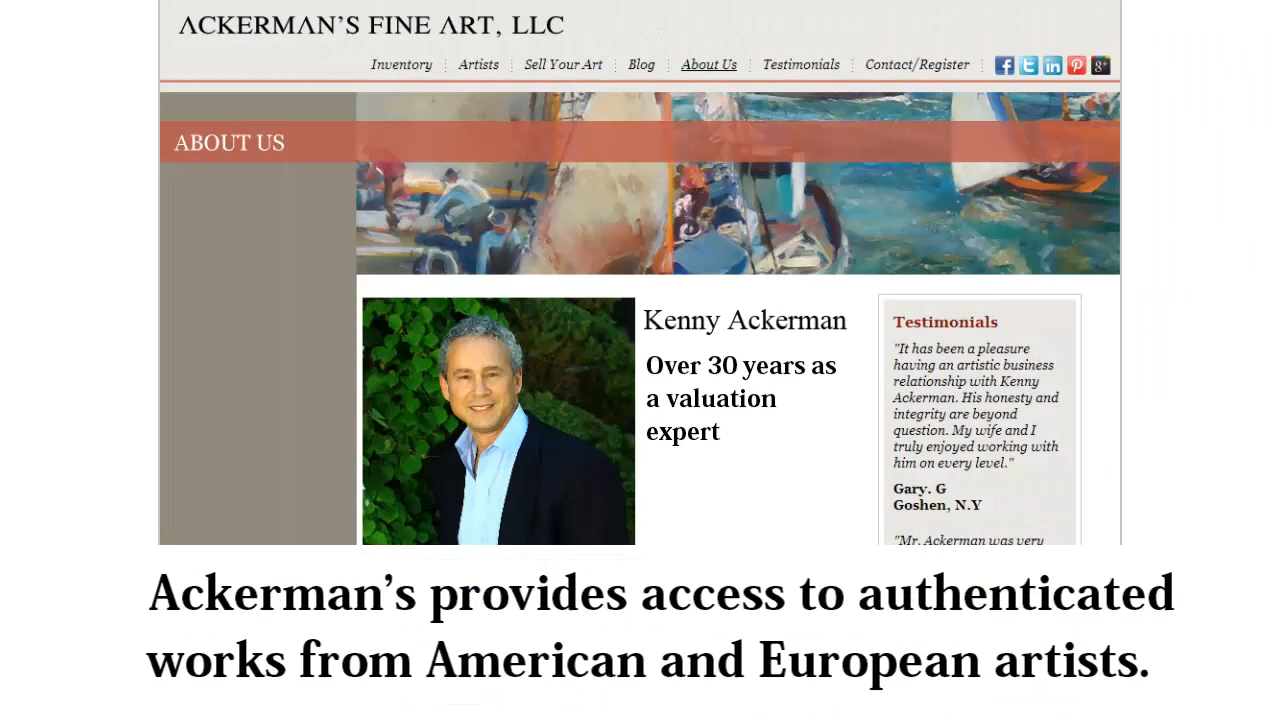 ACKERMAN'S FINE ART, LLC
Inventory Artists Sell Your Art Blog About Us Testimonials Contact/Register
ABOUT US
Kenny Ackerman
Over 30 years as
a valuation
expert
Testimonials
"It has been a pleasure
having an artistic business
relationship with Kenny
Ackerman. His honesty and
integrity are beyond
question. My wife and I
truly enjoyed working with
him on every level."
Gary. G
Goshen, N.Y
"Mr. Ackerman was very
Ackerman's provides access to authenticated
works from American and European artists.